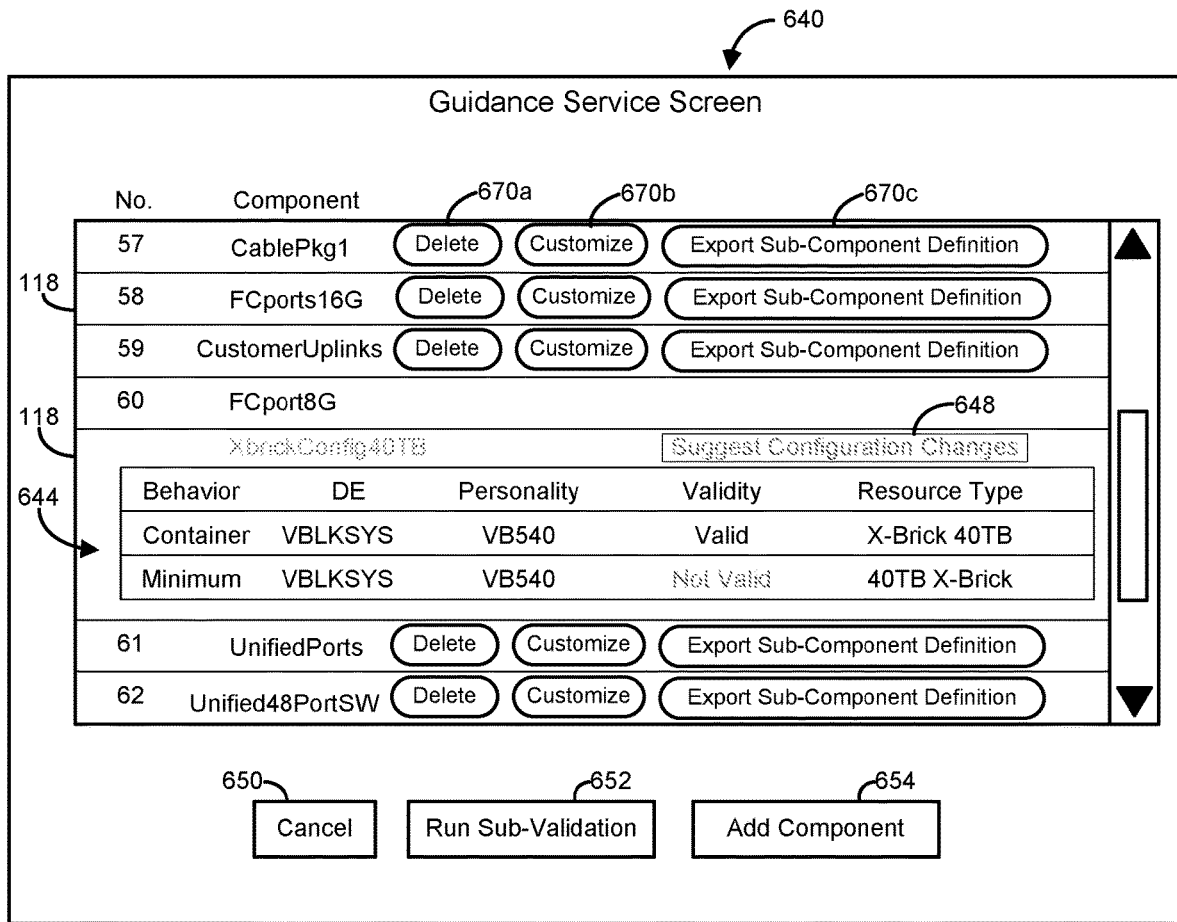 640
Guidance Service Screen
No. Component 670a 670b 670c
57 CablePkg1 Delete Customize Export Sub-Component Definition
118
58 FCports16G Delete Customize Export Sub-Component Definition
59 CustomerUplinks Delete Customize Export Sub-Component Definition
60 FCport8G
118 648
XbrickConfig40TB Suggest Configuration Changes
644
Behavior DE Personality Validity Resource Type
Container VBLKSYS VB540 Valid X-Brick 40TB
Minimum VBLKSYS VB540 Not Valid 40TB X-Brick
61 UnifiedPorts Delete Customize Export Sub-Component Definition
62 Unified48PortSW Delete Customize Export Sub-Component Definition
650 652 654
Cancel Run Sub-Validation Add Component